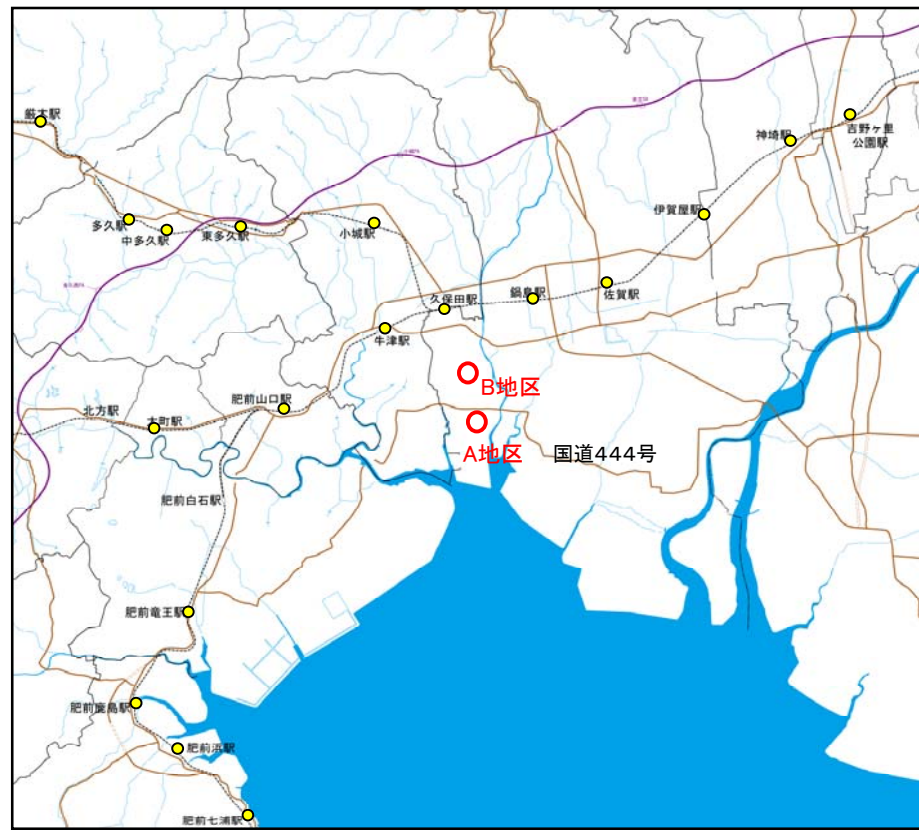 厳木駅
吉野ヶ里
公園駅
神埼駅
伊賀屋駅
多久駅
中多久駅
東多久駅
小城駅
佐賀駅
鍋島駅
久保田駅
牛津駅
B地区
肥前山口駅
北方駅
大町駅
A地区
国道444号
肥前白石駅
肥前竜王駅
肥前鹿島駅
肥前浜駅
肥前七浦駅